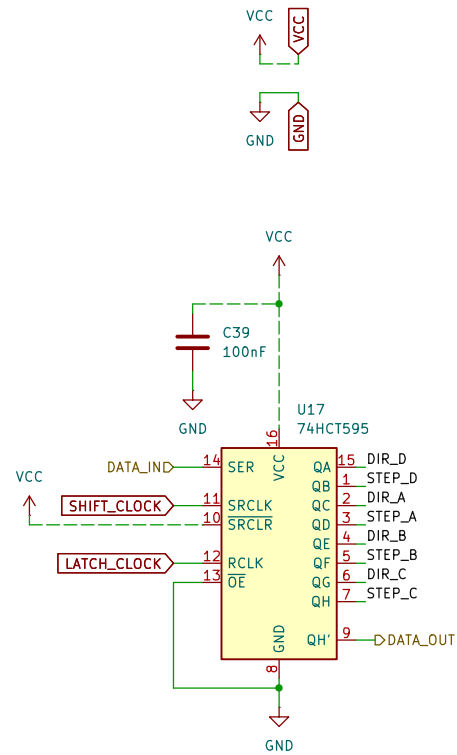 VCC
VCC
GND
GND
VCC
C39
100nF
GND
U17
74HCT595
16
VCC
DATA_IN
14
SER
QA
15
DIR_D
QB
1
STEP_D
VCC
SHIFT_CLOCK
11
SRCLK
QC
2
DIR_A
10
SRCLR
QD
3
STEP_A
QE
4
DIR_B
LATCH_CLOCK
12
RCLK
QF
5
STEP_B
13
OE
QG
6
DIR_C
QH
7
STEP_C
GND
8
QH'
9
DATA_OUT
GND